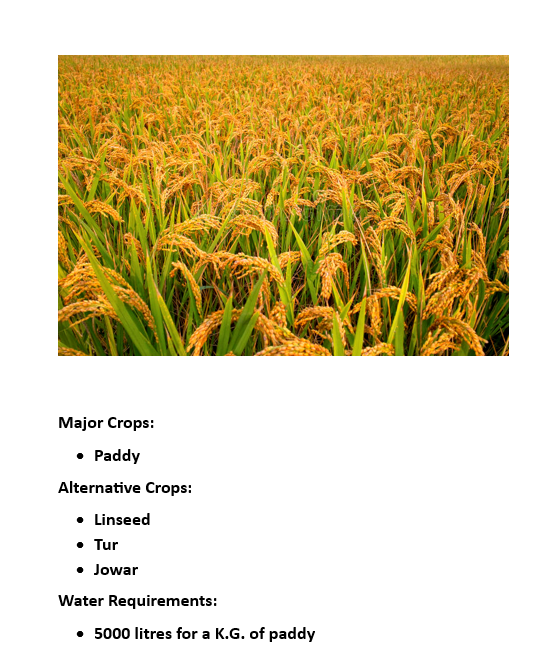 Major Crops:
• Paddy
Alternative Crops:
• Linseed
• Tur
• Jowar
Water Requirements:
• 5000 litres for a K.G. of paddy